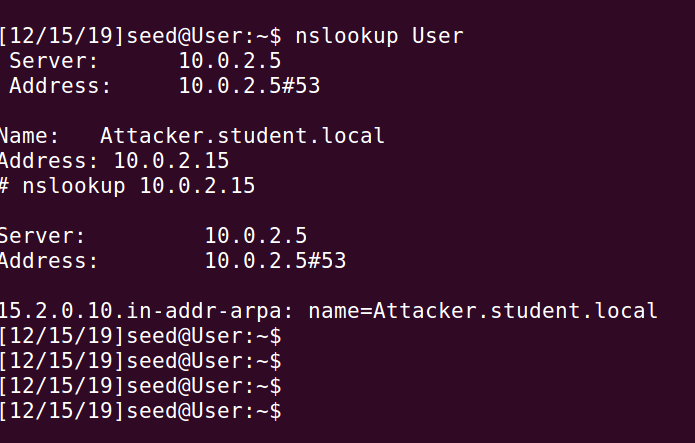 [12/15/19]seed@User:~$ nslookup User
Server: 10.0.2.5
Address: 10.0.2.5#53
Name: Attacker.student.local
Address: 10.0.2.15
# nslookup 10.0.2.15
Server: 10.0.2.5
Address: 10.0.2.5#53
15.2.0.10.in-addr-arpa: name=Attacker.student.local
[12/15/19]seed@User:~$
[12/15/19]seed@User:~$
[12/15/19]seed@User:~$
[12/15/19]seed@User:~$